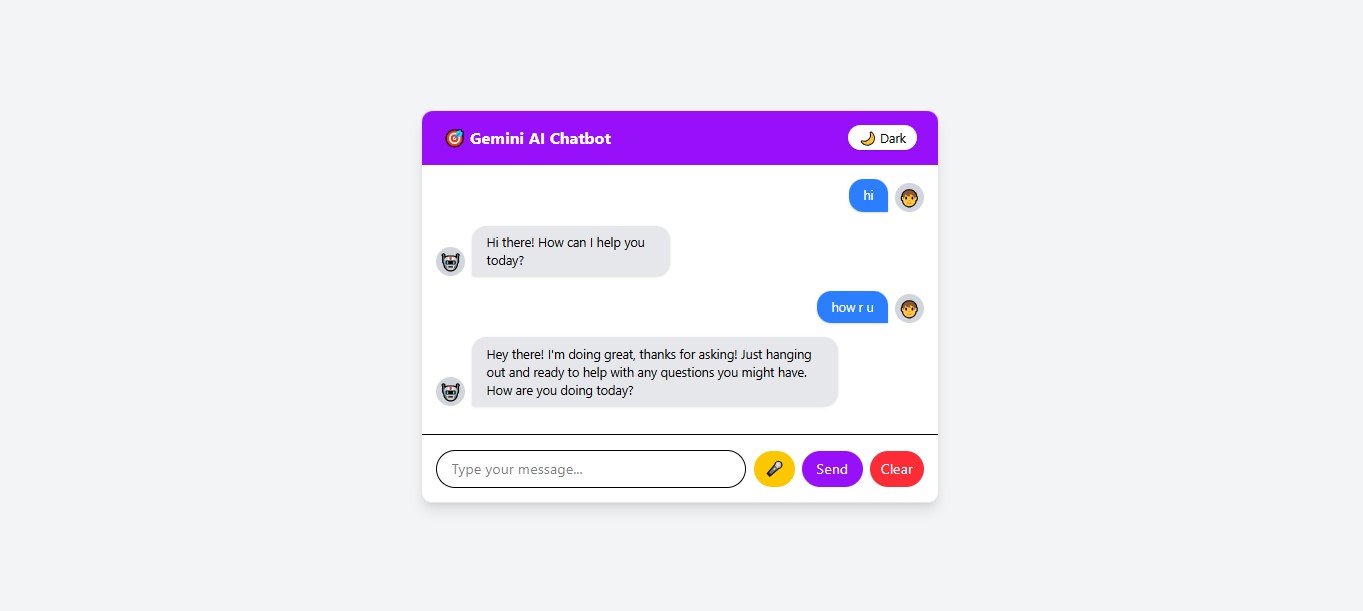 Gemini AI Chatbot
Dark
hi
Hi there! How can I help you
today?
how r u
Hey there! I'm doing great, thanks for asking! Just hanging
out and ready to help with any questions you might have.
How are you doing today?
Type your message...
Send
Clear